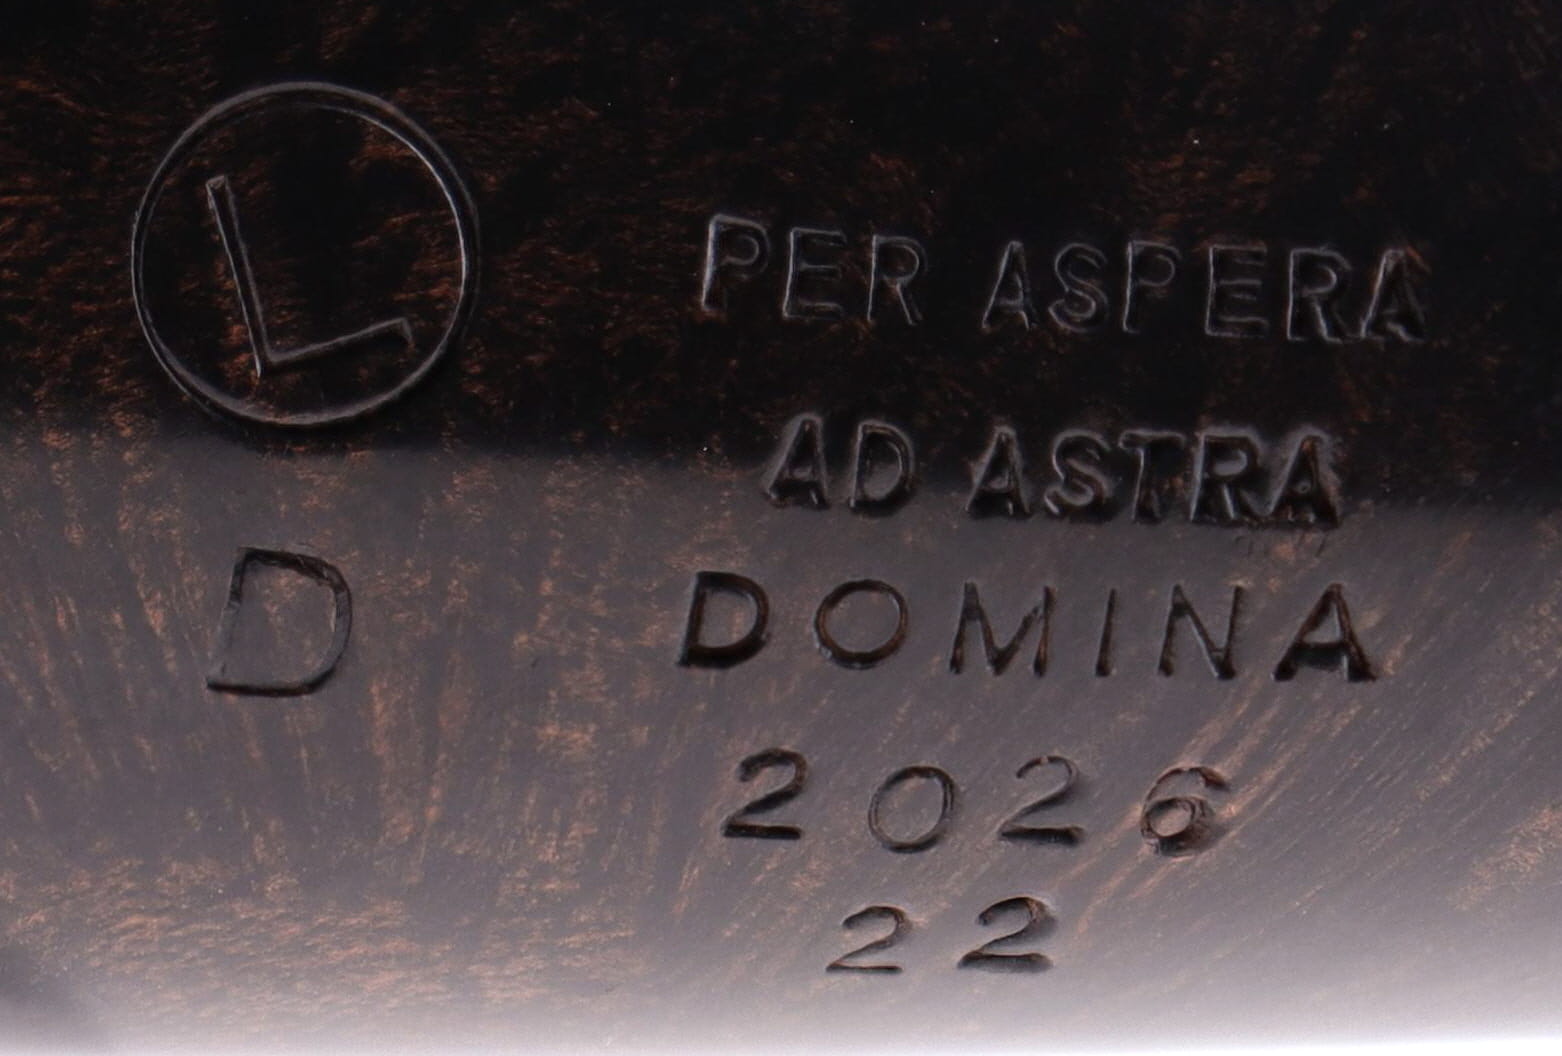 L
PER ASPERA
AD ASTRA
D
DOMINA
2026
22